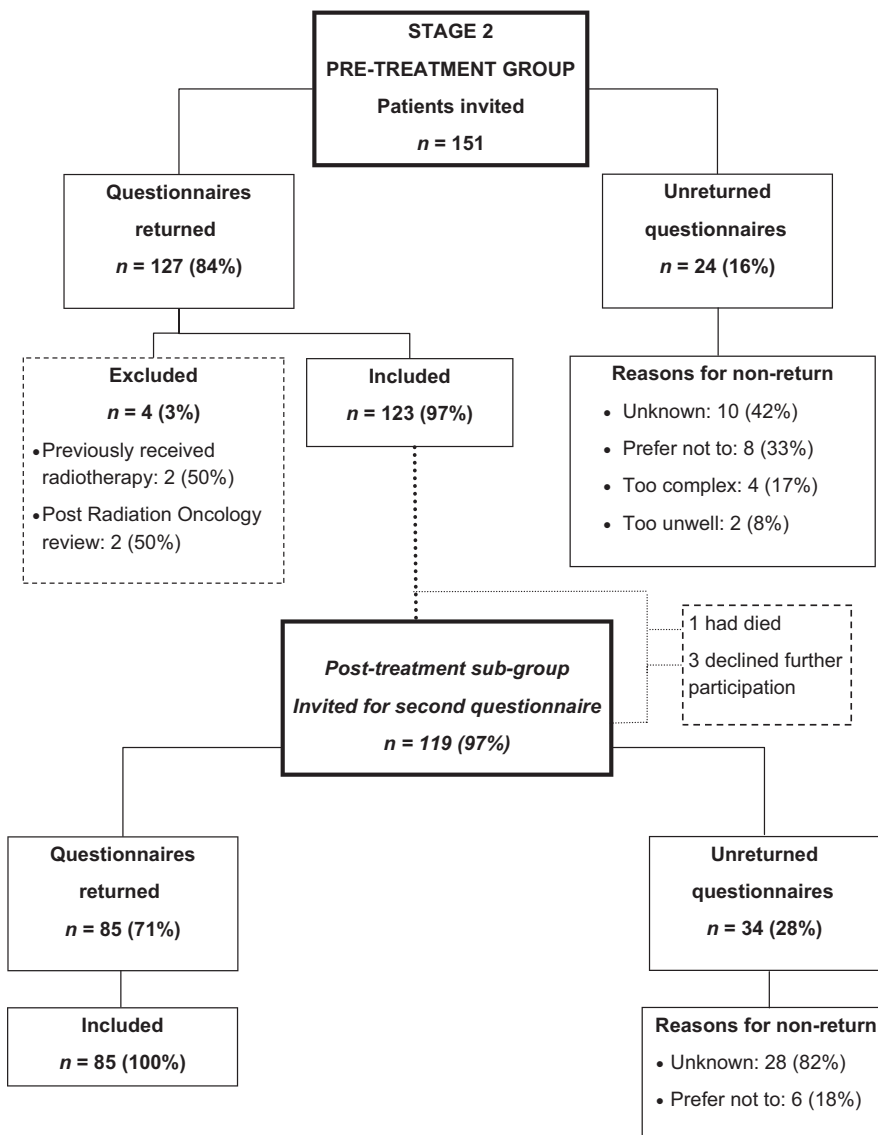 STAGE 2
PRE-TREATMENT GROUP
Patients invited
n = 151
Questionnaires
returned
n = 127 (84%)
Unreturned
questionnaires
n = 24 (16%)
Excluded
n = 4 (3%)
•Previously received
radiotherapy: 2 (50%)
•Post Radiation Oncology
review: 2 (50%)
Included
n = 123 (97%)
Reasons for non-return
• Unknown: 10 (42%)
• Prefer not to: 8 (33%)
• Too complex: 4 (17%)
• Too unwell: 2 (8%)
1 had died
3 declined further
participation
Post-treatment sub-group
Invited for second questionnaire
n = 119 (97%)
Questionnaires
returned
n = 85 (71%)
Unreturned
questionnaires
n = 34 (28%)
Included
n = 85 (100%)
Reasons for non-return
• Unknown: 28 (82%)
• Prefer not to: 6 (18%)